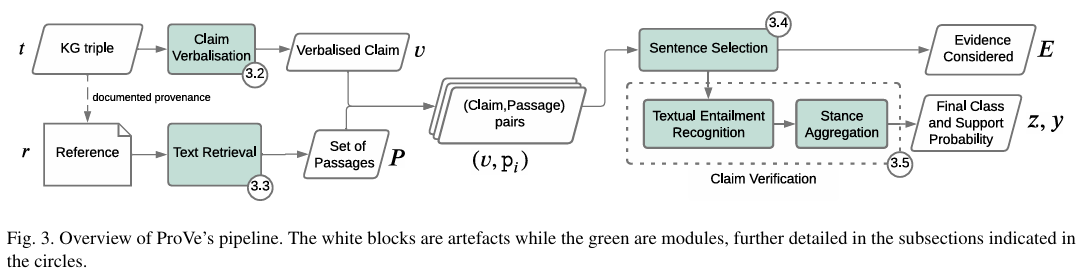 t
KG triple
Claim
Verbalisation
3.2
Verbalised Claim
v
documented provenance
r
Reference
Text Retrieval
3.3
Set of
Passages
P
(Claim,Passage)
pairs
(v, pᵢ)
Sentence Selection
3.4
Evidence
Considered
E
Textual Entailment
Recognition
Stance
Aggregation
3.5
Final Class
and Support
Probability
z, y
Claim Verification
Fig. 3. Overview of ProVe's pipeline. The white blocks are artefacts while the green are modules, further detailed in the subsections indicated in
the circles.